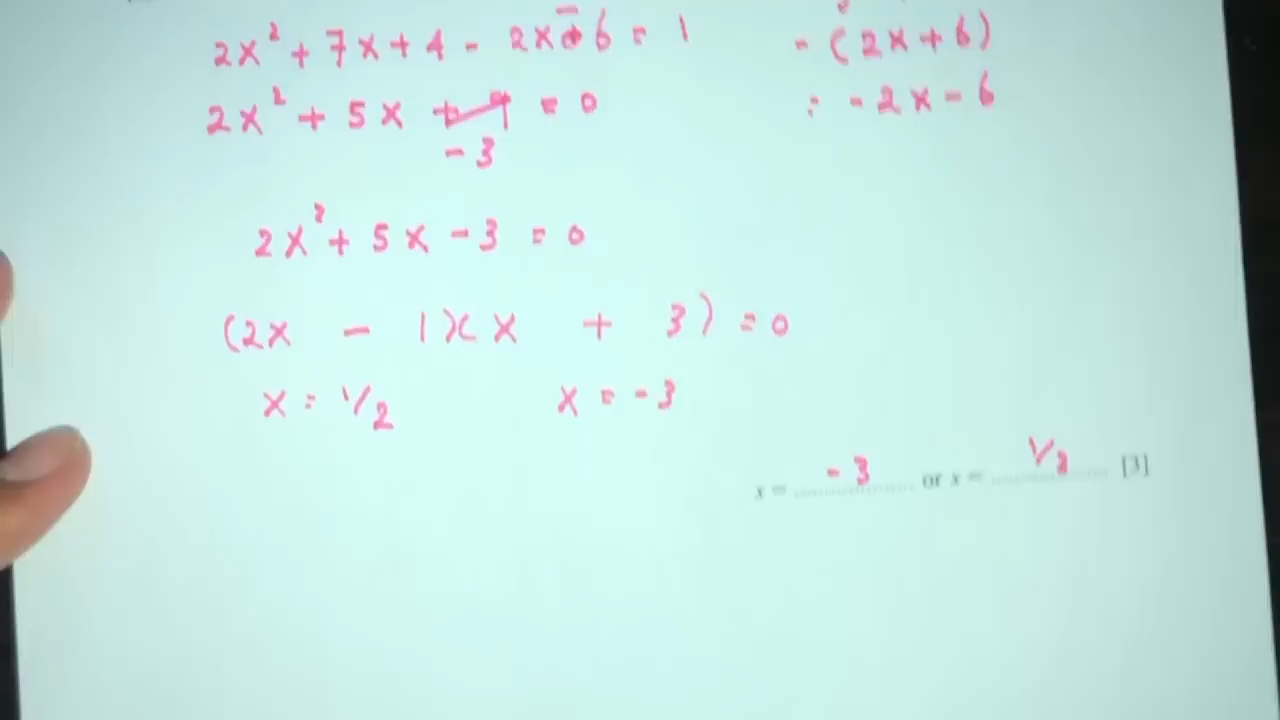 2x² + 7x + 4 - 2x - 6 = 1
- (2x + 6)
2x² + 5x = 0
: - 2x - 6
- 3
2x² + 5x - 3 = 0
(2x - 1)(x + 3) = 0
x = 1/2 x = -3
x = -3 or x = 1/2 [3]